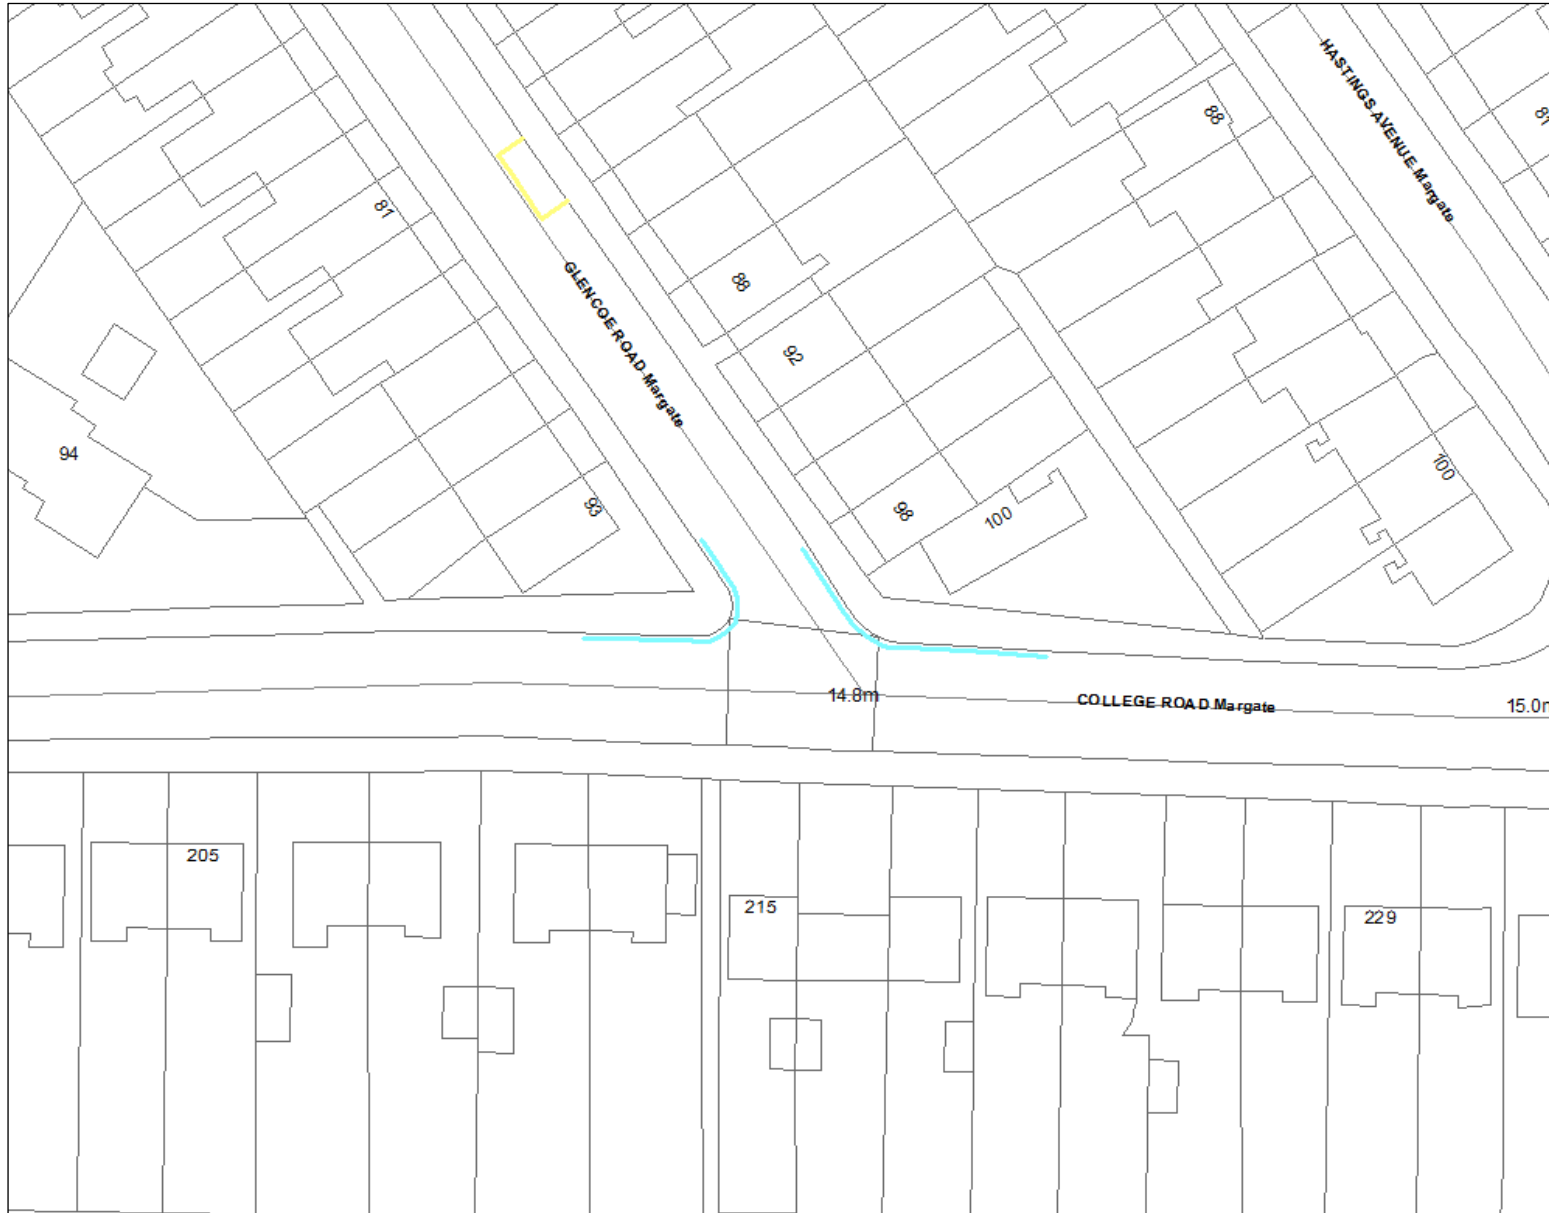 HASTINGS AVENUE Margate
88
81
81
GLENCOE ROAD Margate
88
92
94
93
98
100
100
14.8m
COLLEGE ROAD Margate
15.0m
205
215
229